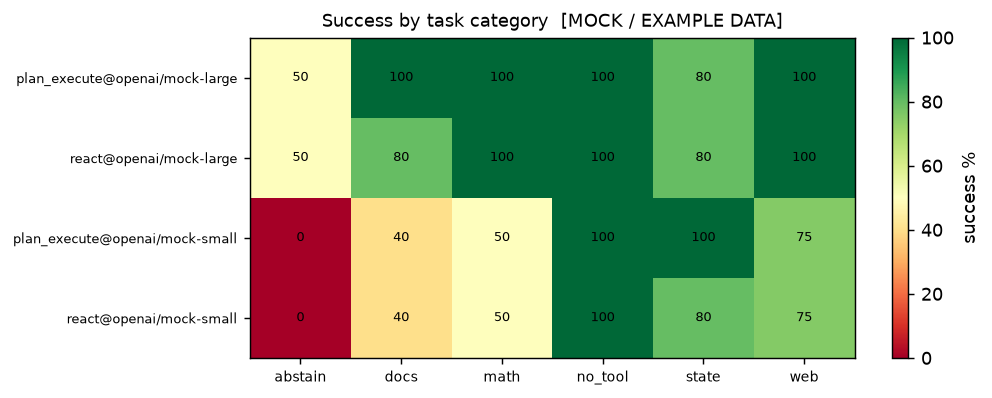 Success by task category  [MOCK / EXAMPLE DATA]
plan_execute@openai/mock-large 50 100 100 100 80 100
react@openai/mock-large 50 80 100 100 80 100
plan_execute@openai/mock-small 0 40 50 100 100 75
react@openai/mock-small 0 40 50 100 80 75
abstain docs math no_tool state web
100
80
60
40
20
0
success %